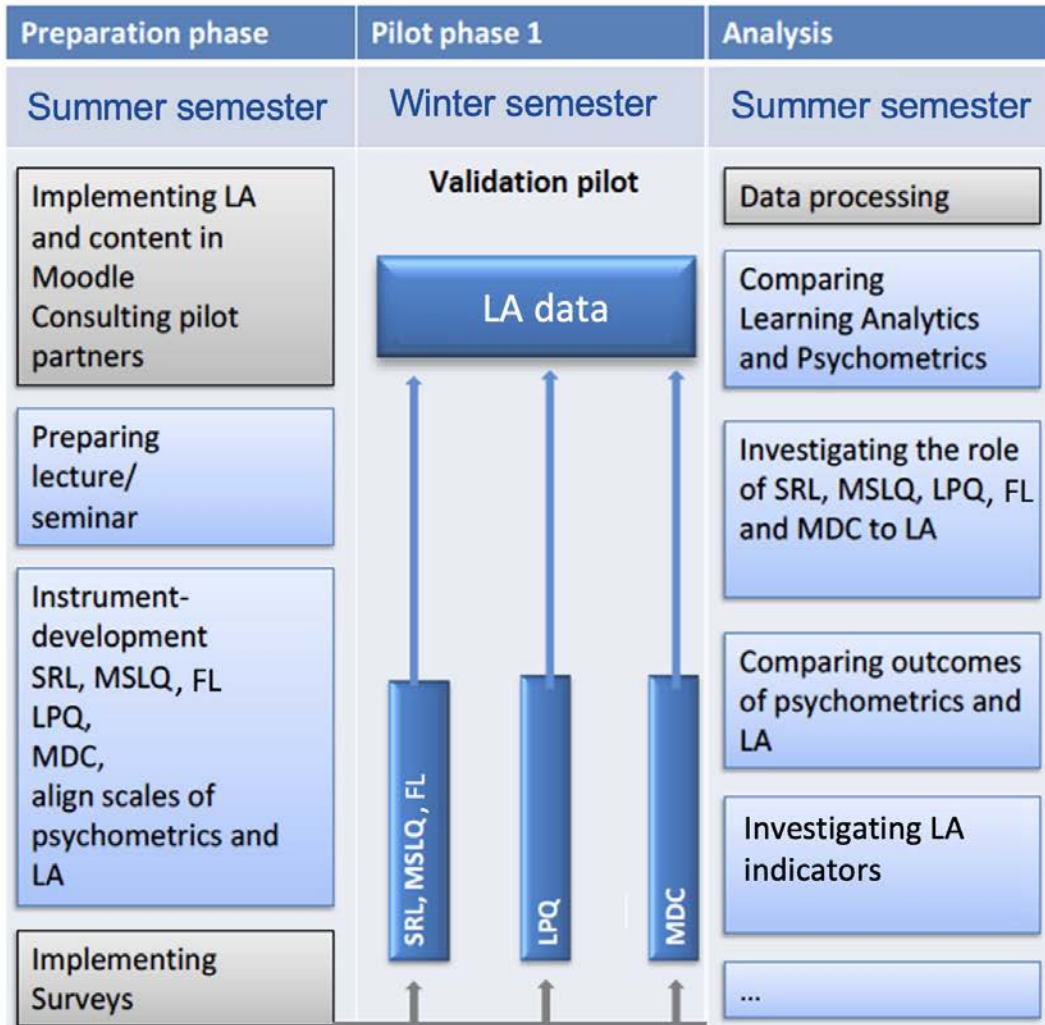 Preparation phase
Pilot phase 1
Analysis
Summer semester
Winter semester
Summer semester
Implementing LA
and content in
Moodle
Consulting pilot
partners
Preparing
lecture/
seminar
Instrument-
development
SRL, MSLQ, FL
LPQ,
MDC,
align scales of
psychometrics and
LA
Implementing
Surveys
Validation pilot
LA data
SRL, MSLQ, FL
LPQ
MDC
Data processing
Comparing
Learning Analytics
and Psychometrics
Investigating the role
of SRL, MSLQ, LPQ, FL
and MDC to LA
Comparing outcomes
of psychometrics and
LA
Investigating LA
indicators
...